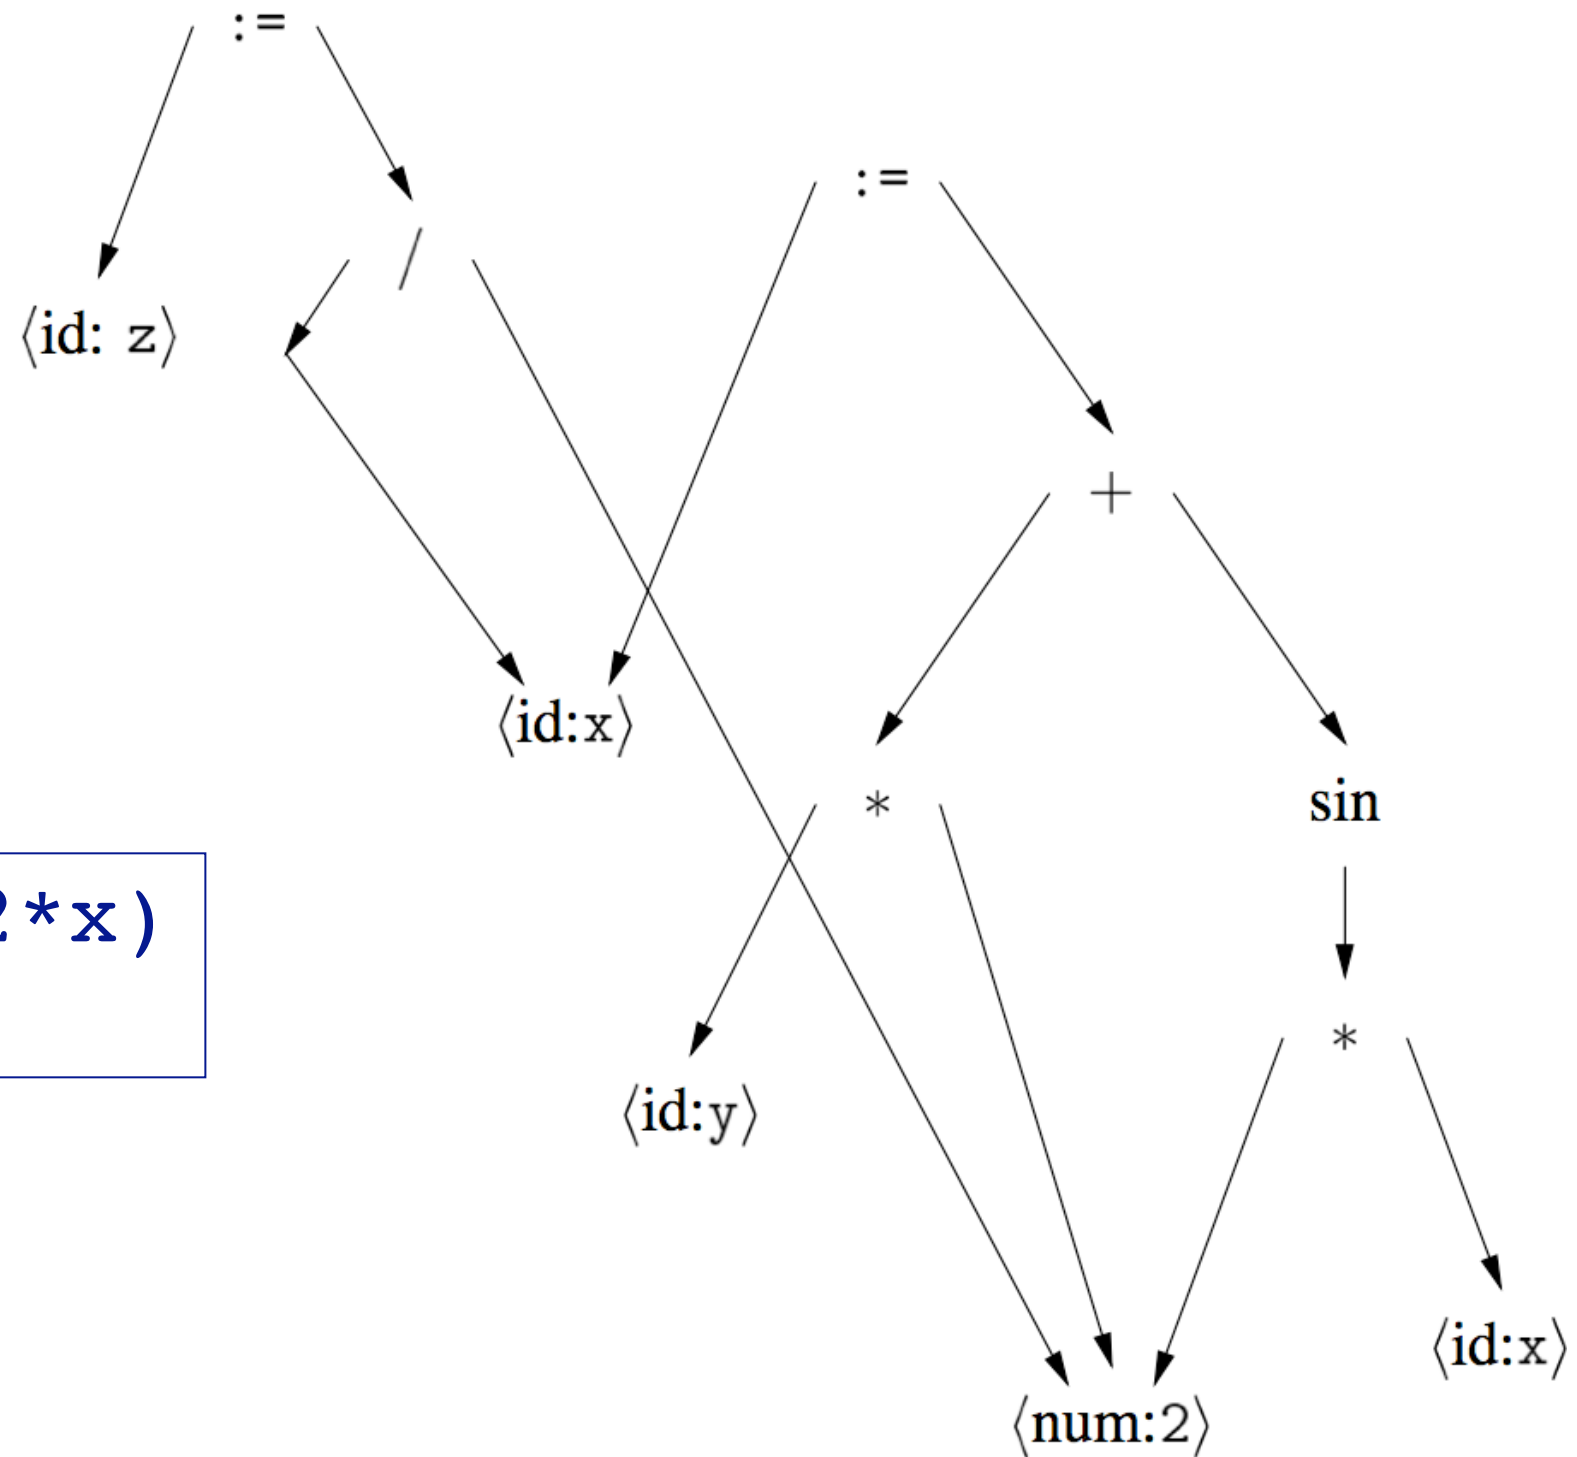 :=
:=
/
⟨id: z⟩
+
⟨id:x⟩
*
sin
*x)
*
⟨id:y⟩
⟨id:x⟩
⟨num:2⟩